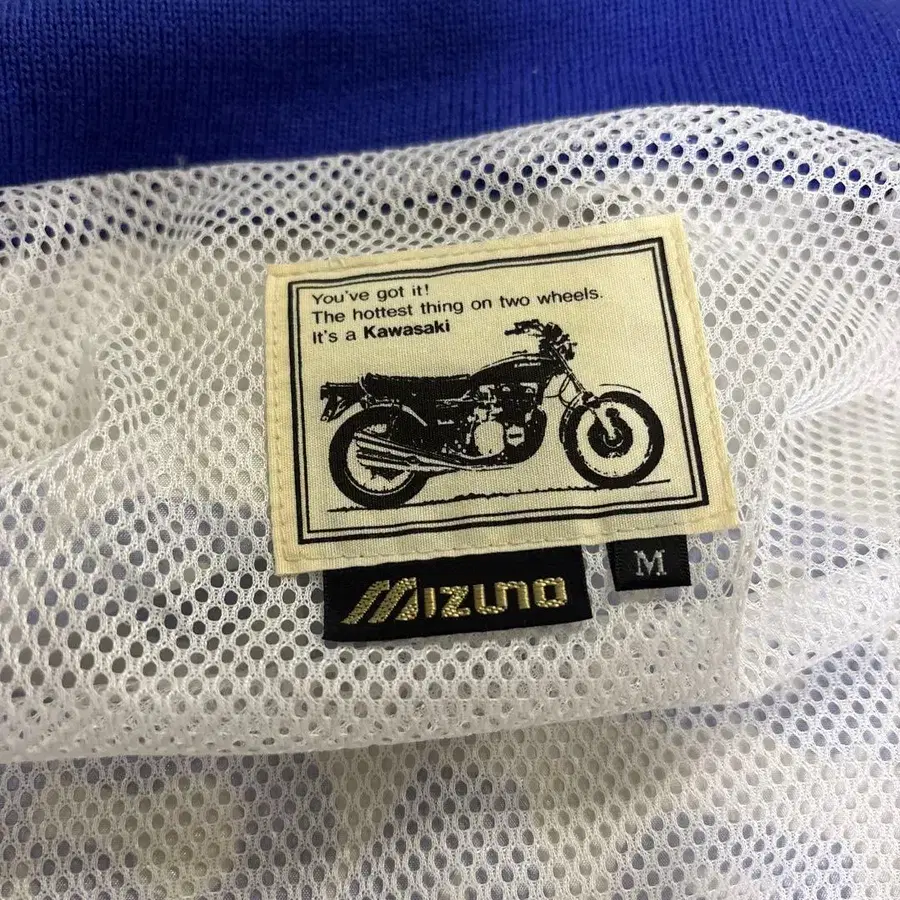 You've got it!
The hottest thing on two wheels.
It's a Kawasaki
MIZUNO
M